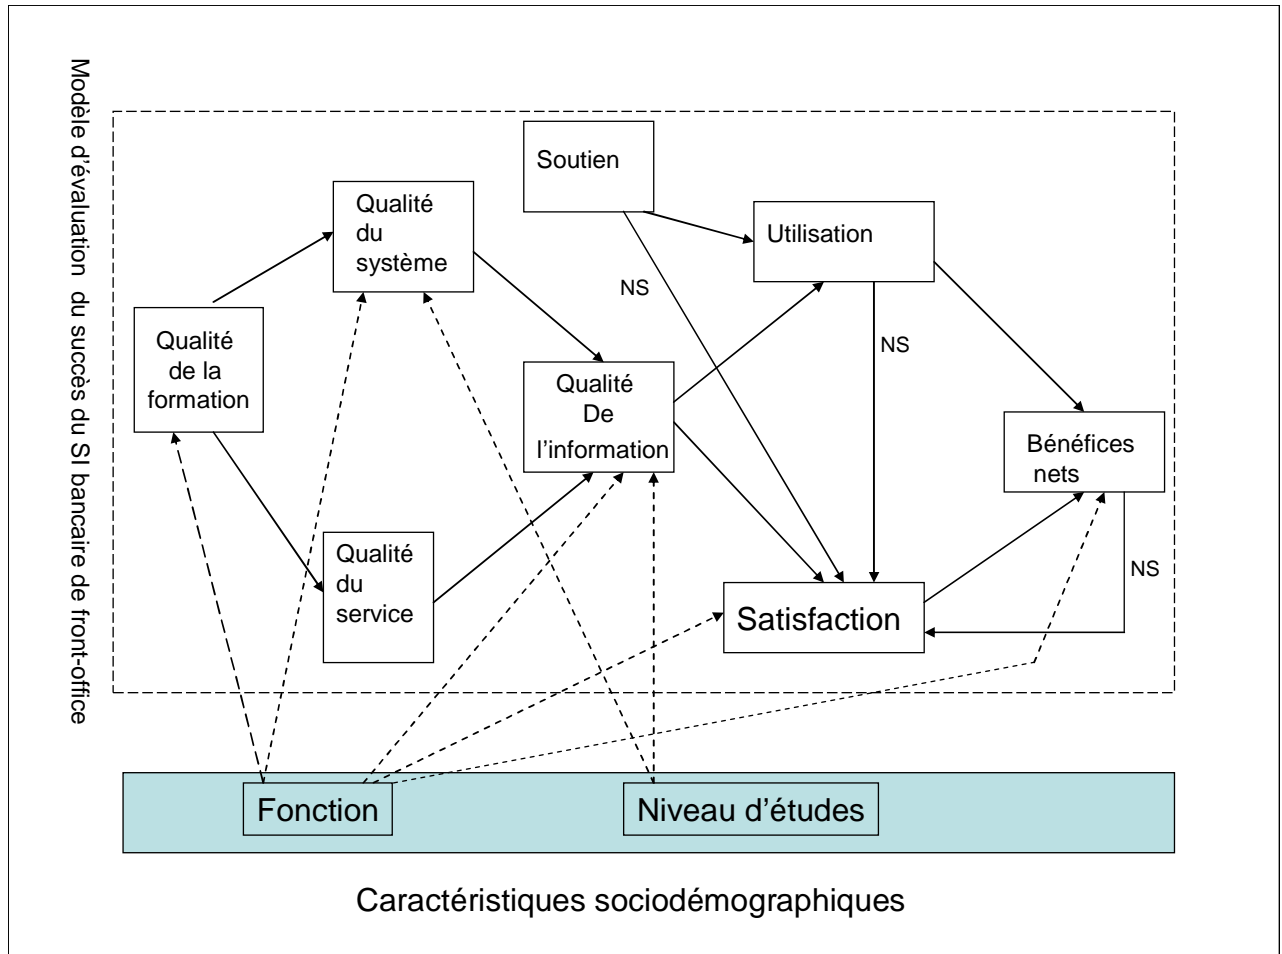 Modèle d'évaluation du succès du SI bancaire de front-office
Soutien
Qualité
du
système
Utilisation
NS
Qualité
de la
formation
NS
Qualité
De
l'information
Bénéfices
nets
Qualité
du
service
NS
Satisfaction
Fonction
Niveau d'études
Caractéristiques sociodémographiques